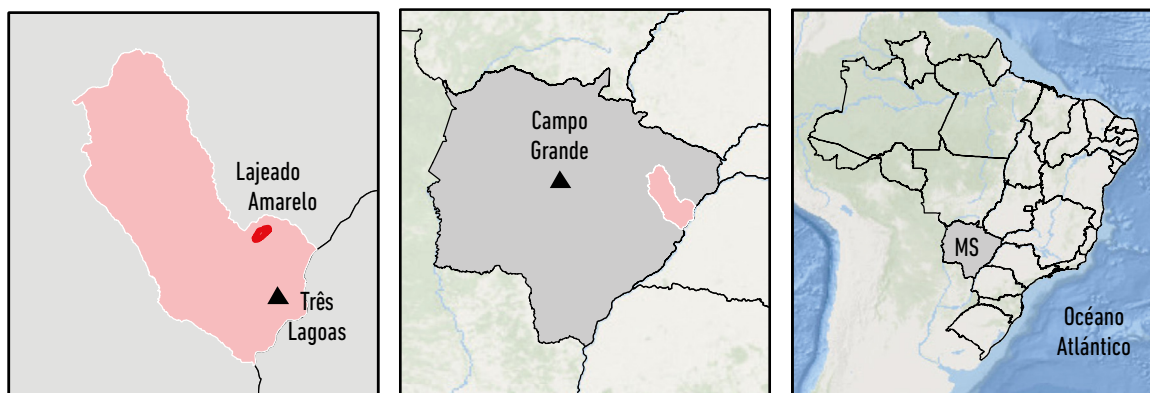 Lajeado
Amarelo
Três
Lagoas
Campo
Grande
MS
Océano
Atlántico